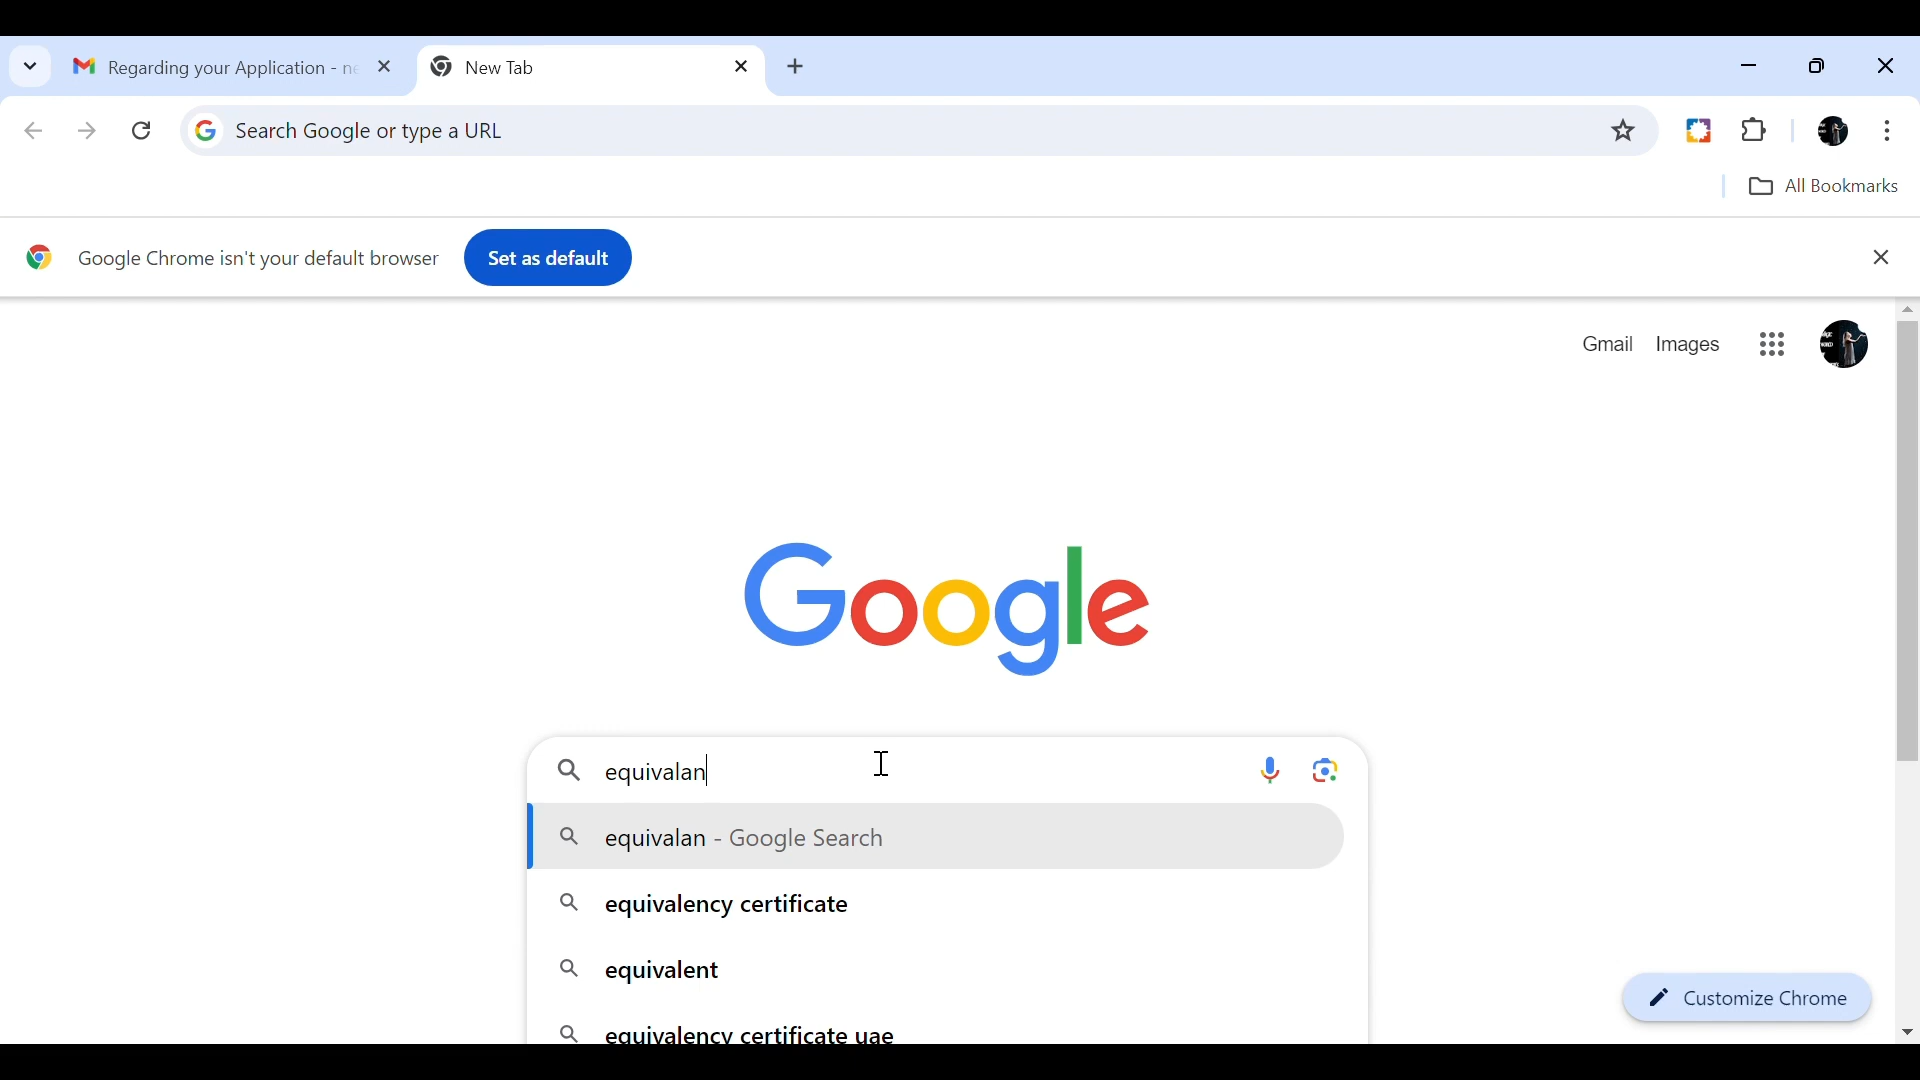 Regarding your Application - ne
New Tab
Search Google or type a URL
All Bookmarks
Google Chrome isn't your default browser
Set as default
Gmail Images
Google
equivalan
equivalan - Google Search
equivalency certificate
equivalent
Customize Chrome
equivalency certificate uae